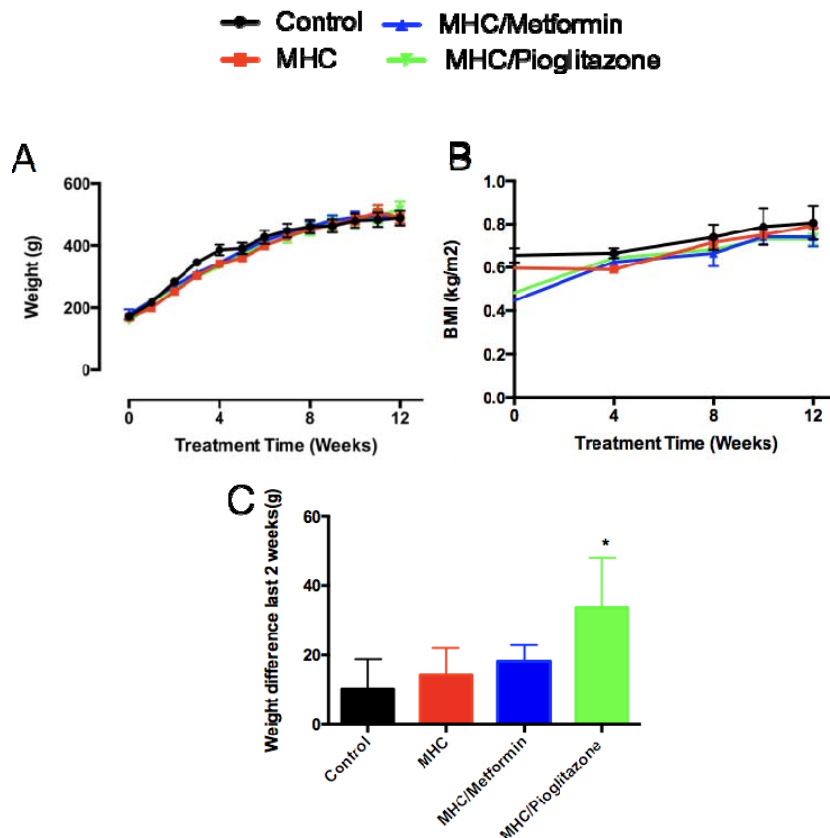 Control
MHC/Metformin
MHC
MHC/Pioglitazone
A
Weight (g)
600
400
200
0
0 4 8 12
Treatment Time (Weeks)
B
BMI (kg/m2)
1.0
0.8
0.6
0.4
0.2
0.0
0 4 8 12
Treatment Time (Weeks)
C
Weight difference last 2 weeks(g)
60
40
20
0
*
Control
MHC
MHC/Metformin
MHC/Pioglitazone